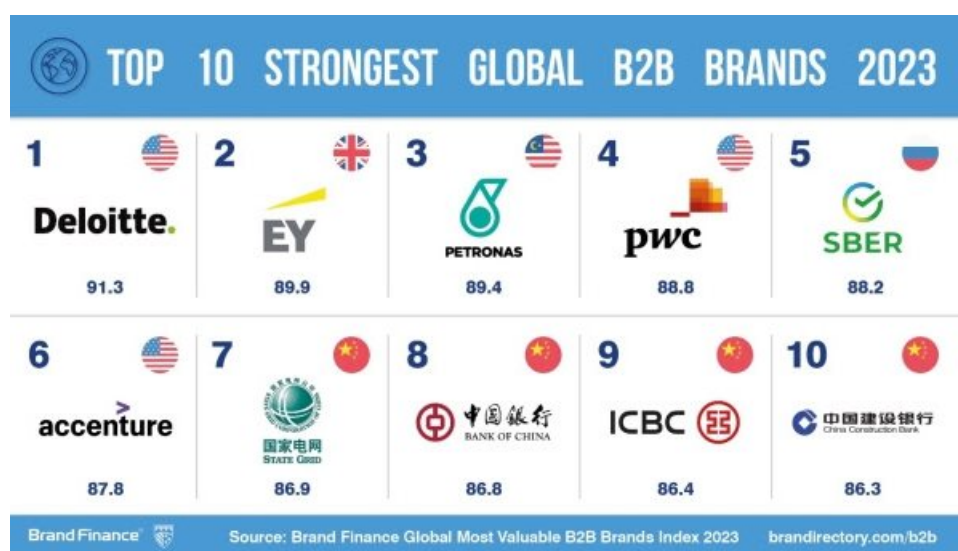 TOP 10 STRONGEST GLOBAL B2B BRANDS 2023
1
Deloitte.
91.3
2
EY
89.9
3
PETRONAS
89.4
4
pwc
88.8
5
SBER
88.2
6
accenture
87.8
7
国家电网
STATE GRID
86.9
8
中国银行
BANK OF CHINA
86.8
9
ICBC
86.4
10
中国建设银行
China Construction Bank
86.3
Brand Finance®
Source: Brand Finance Global Most Valuable B2B Brands Index 2023
brandirectory.com/b2b